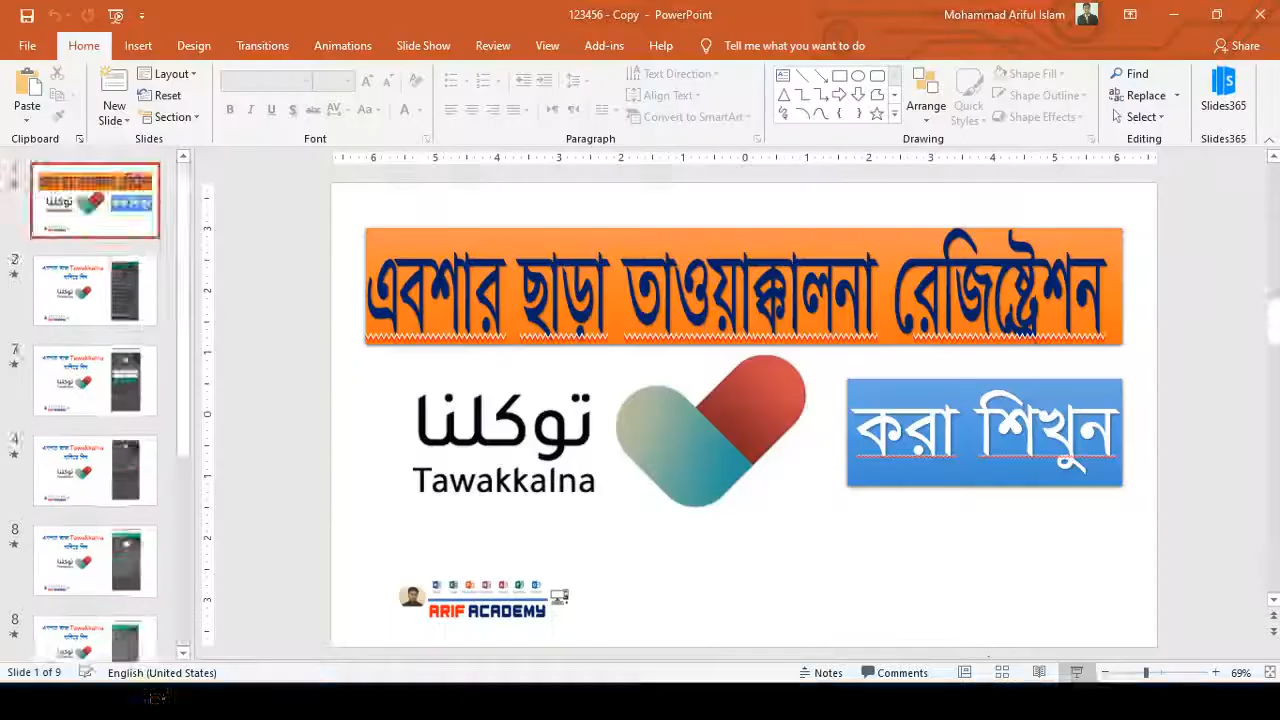 123456 - Copy - PowerPoint
Mohammad Ariful Islam
File Home Insert Design Transitions Animations Slide Show Review View Add-ins Help Tell me what you want to do Share
Paste
New Slide
Layout
Reset
Section
Text Direction
Align Text
Convert to SmartArt
Arrange
Quick Styles
Shape Fill
Shape Outline
Shape Effects
Find
Replace
Select
Slides365
Clipboard Slides Font Paragraph Drawing Editing Slides365
এবশার ছাড়া তাওয়াক্কালনা রেজিষ্ট্রেশন
توكلنا
Tawakkalna
করা শিখুন
ARIF ACADEMY
Slide 1 of 9 English (United States) Notes Comments 69%